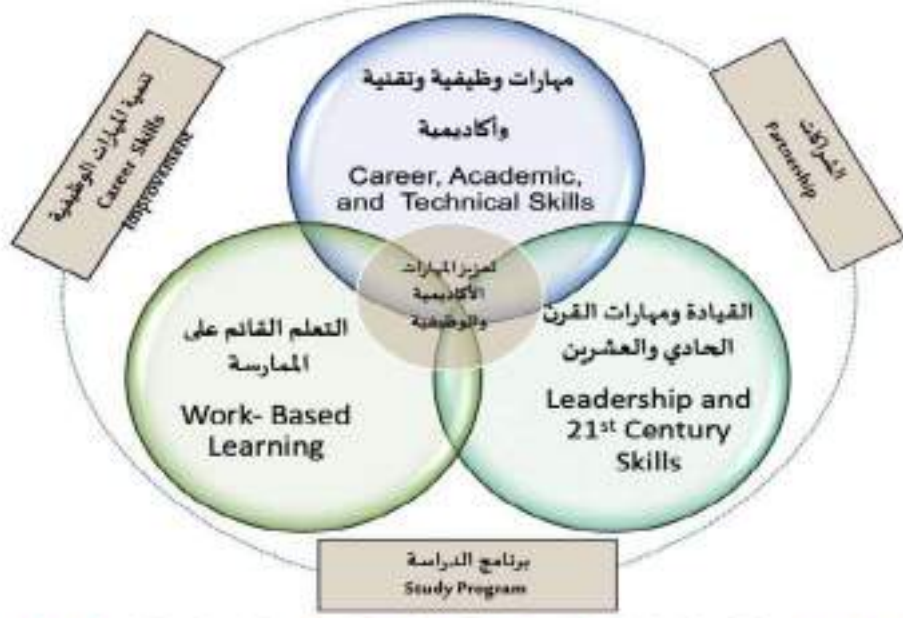 مهارات وظيفية وتقنية
وأكاديمية
Career, Academic,
and Technical Skills
تنمية المهارات الوظيفية
Career Skills
Improvement
الشراكات
Partnership
تعزيز المهارات
الأكاديمية
والوظيفية
القيادة ومهارات القرن
الحادي والعشرين
Leadership and
21st Century
Skills
التعلم القائم على
الممارسة
Work- Based
Learning
برنامج الدراسة
Study Program